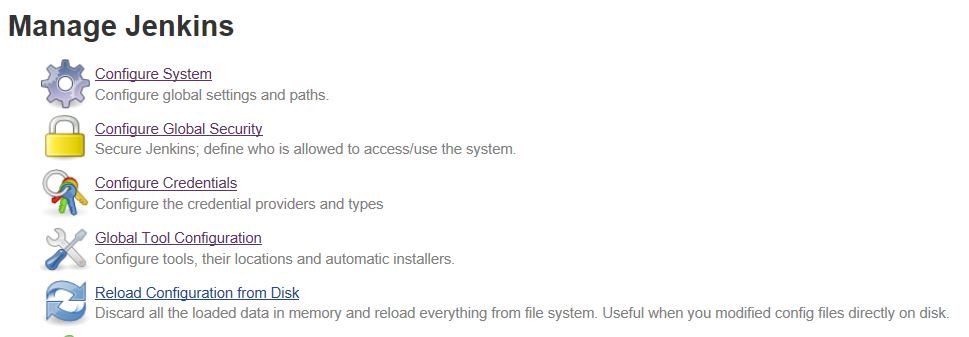 Manage Jenkins
Configure System
Configure global settings and paths.
Configure Global Security
Secure Jenkins; define who is allowed to access/use the system.
Configure Credentials
Configure the credential providers and types
Global Tool Configuration
Configure tools, their locations and automatic installers.
Reload Configuration from Disk
Discard all the loaded data in memory and reload everything from file system. Useful when you modified config files directly on disk.